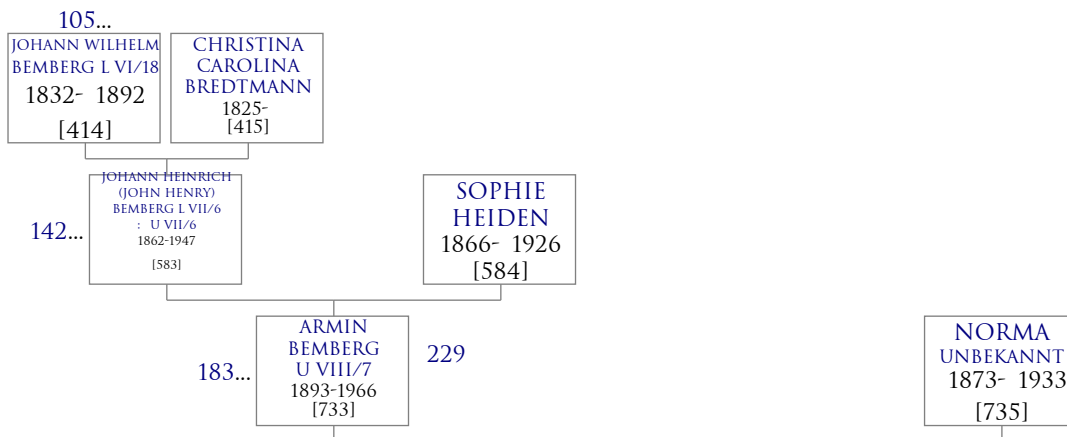 105...
JOHANN WILHELM
BEMBERG L VI/18
1832- 1892
[414]
CHRISTINA
CAROLINA
BREDTMANN
1825-
[415]
JOHANN HEINRICH
(JOHN HENRY)
BEMBERG L VII/6
: U VII/6
1862-1947
[583]
142...
SOPHIE
HEIDEN
1866- 1926
[584]
ARMIN
BEMBERG
U VIII/7
1893-1966
[733]
183...
229
NORMA
UNBEKANNT
1873- 1933
[735]